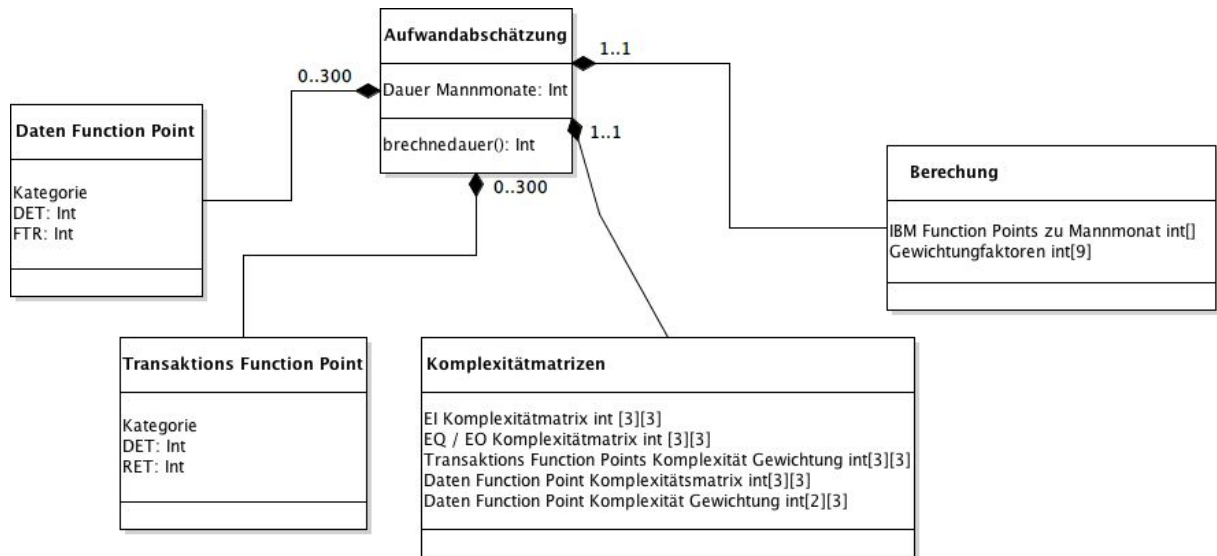 Aufwandabschätzung
Dauer Mannmonate: Int
brechnedauer(): Int
0..300
1..1
1..1
0..300
Daten Function Point
Kategorie
DET: Int
FTR: Int
Berechung
IBM Function Points zu Mannmonat int[]
Gewichtungfaktoren int[9]
Transaktions Function Point
Kategorie
DET: Int
RET: Int
Komplexitätmatrizen
EI Komplexitätmatrix int [3][3]
EQ / EO Komplexitätmatrix int [3][3]
Transaktions Function Points Komplexität Gewichtung int[3][3]
Daten Function Point Komplexitätsmatrix int[3][3]
Daten Function Point Komplexität Gewichtung int[2][3]